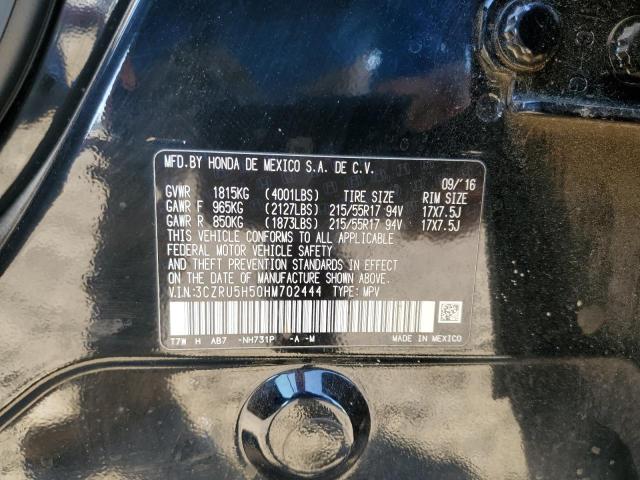 MFD.BY HONDA DE MEXICO S.A. DE C.V.
09/'16
GVWR 1815KG (4001LBS) TIRE SIZE RIM SIZE
GAWR F 965KG (2127LBS) 215/55R17 94V 17X7.5J
GAWR R 850KG (1873LBS) 215/55R17 94V 17X7.5J
THIS VEHICLE CONFORMS TO ALL APPLICABLE
FEDERAL MOTOR VEHICLE SAFETY
AND THEFT PREVENTION STANDARDS IN EFFECT
ON THE DATE OF MANUFACTURE SHOWN ABOVE.
V.I.N:3CZRU5H50HM702444 TYPE: MPV
T7W H AB7 -NH731P -A -M MADE IN MEXICO